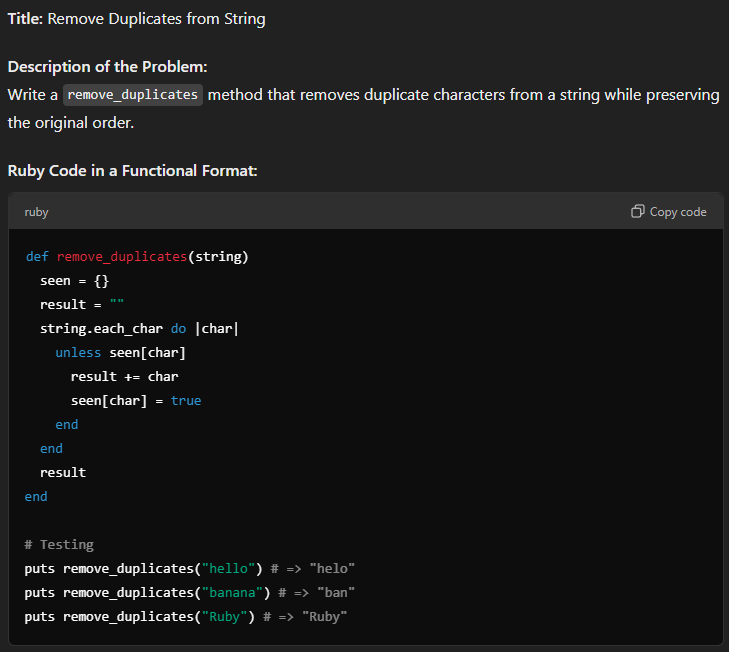 Title: Remove Duplicates from String
Description of the Problem:
Write a remove_duplicates method that removes duplicate characters from a string while preserving
the original order.
Ruby Code in a Functional Format:
ruby
Copy code
def remove_duplicates(string)
  seen = {}
  result = ""
  string.each_char do |char|
    unless seen[char]
      result += char
      seen[char] = true
    end
  end
  result
end
# Testing
puts remove_duplicates("hello") # => "helo"
puts remove_duplicates("banana") # => "ban"
puts remove_duplicates("Ruby") # => "Ruby"